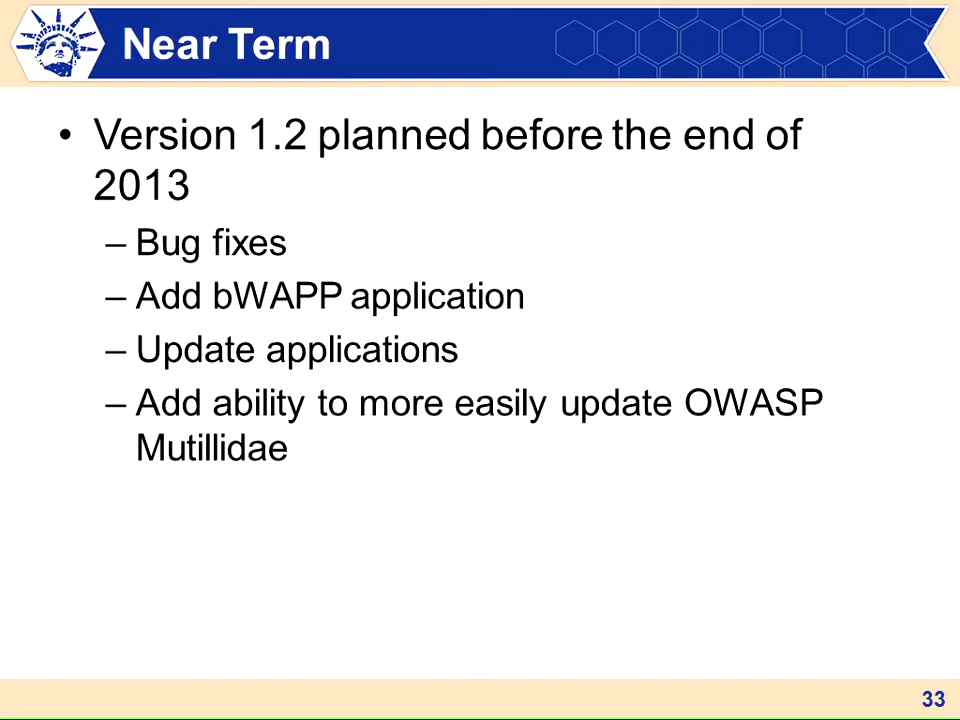 Near Term
• Version 1.2 planned before the end of
2013
– Bug fixes
– Add bWAPP application
– Update applications
– Add ability to more easily update OWASP
Mutillidae
33